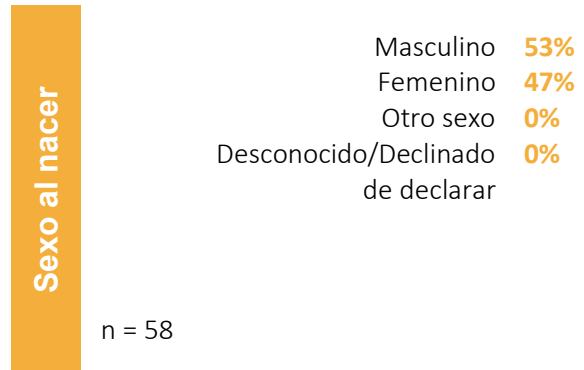 Sexo al nacer
Masculino 53%
Femenino 47%
Otro sexo 0%
Desconocido/Declinado 0%
de declarar
n = 58